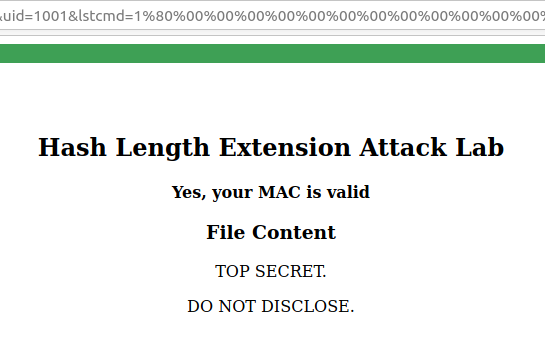 &uid=1001&lstcmd=1%80%00%00%00%00%00%00%00%00%00%00%00%00%00%
Hash Length Extension Attack Lab
Yes, your MAC is valid
File Content
TOP SECRET.
DO NOT DISCLOSE.